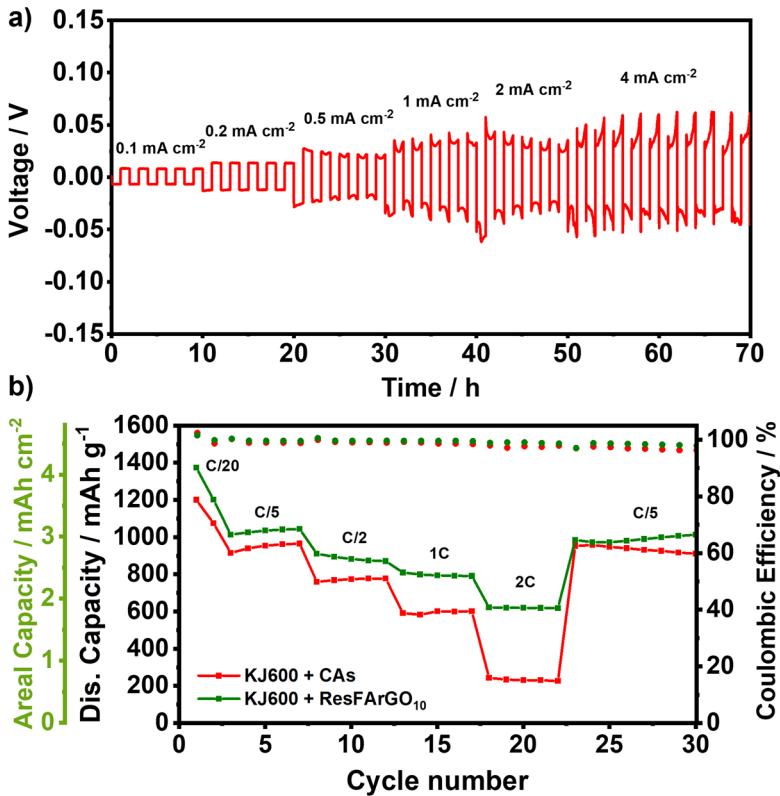 a)
0.15
0.10
0.05
0.00
-0.05
-0.10
-0.15
Voltage / V
0.1 mA cm-2
0.2 mA cm-2
0.5 mA cm-2
1 mA cm-2
2 mA cm-2
4 mA cm-2
0 10 20 30 40 50 60 70
Time / h
b)
Areal Capacity / mAh cm-2
4
3
2
1
0
Dis. Capacity / mAh g-1
1600
1400
1200
1000
800
600
400
200
0
C/20
C/5
C/2
1C
2C
C/5
KJ600 + CAs
KJ600 + ResFArGO10
100
80
60
40
20
0
Coulombic Efficiency / %
0 5 10 15 20 25 30
Cycle number